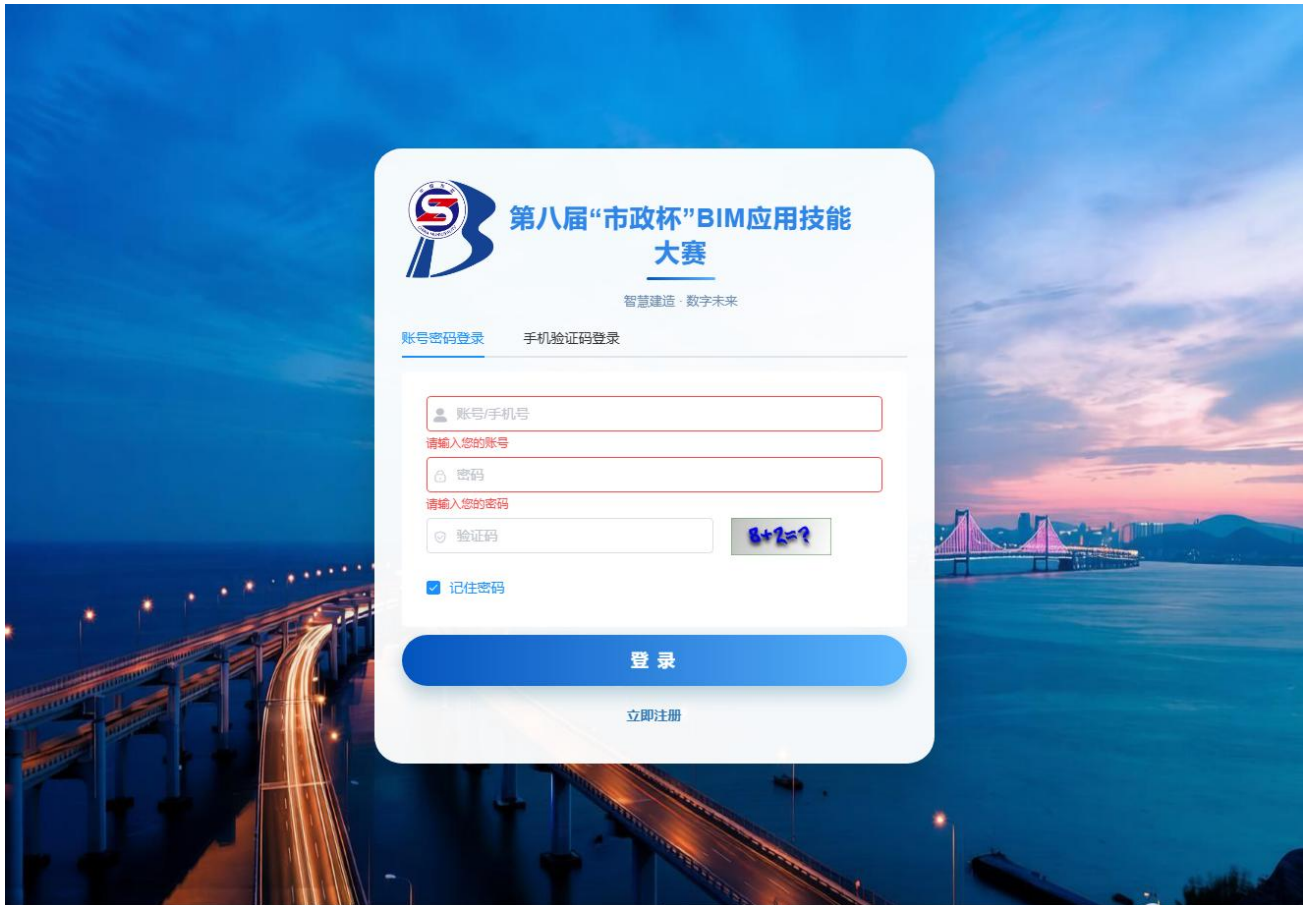 第八届“市政杯”BIM应用技能
大赛
智慧建造 · 数字未来
账号密码登录 手机验证码登录
账号/手机号
请输入您的账号
密码
请输入您的密码
验证码 8+2=?
记住密码
登 录
立即注册